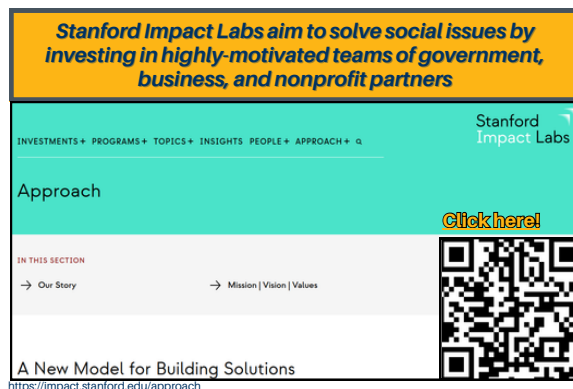 Stanford Impact Labs aim to solve social issues by
investing in highly-motivated teams of government,
business, and nonprofit partners
Stanford
Impact Labs
INVESTMENTS+ PROGRAMS+ TOPICS+ INSIGHTS PEOPLE+ APPROACH+
Approach
Click here!
IN THIS SECTION
→ Our Story
→ Mission | Vision | Values
A New Model for Building Solutions
https://impact.stanford.edu/approach